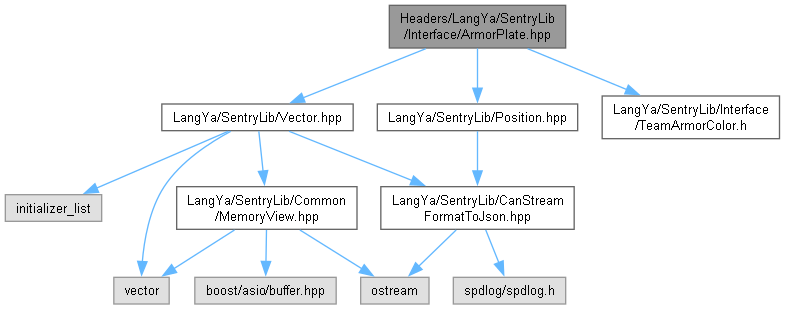 Headers/LangYa/SentryLib
/Interface/ArmorPlate.hpp
LangYa/SentryLib/Vector.hpp
LangYa/SentryLib/Position.hpp
LangYa/SentryLib/Interface
/TeamArmorColor.h
initializer_list
LangYa/SentryLib/Common
/MemoryView.hpp
LangYa/SentryLib/CanStream
FormatToJson.hpp
vector
boost/asio/buffer.hpp
ostream
spdlog/spdlog.h